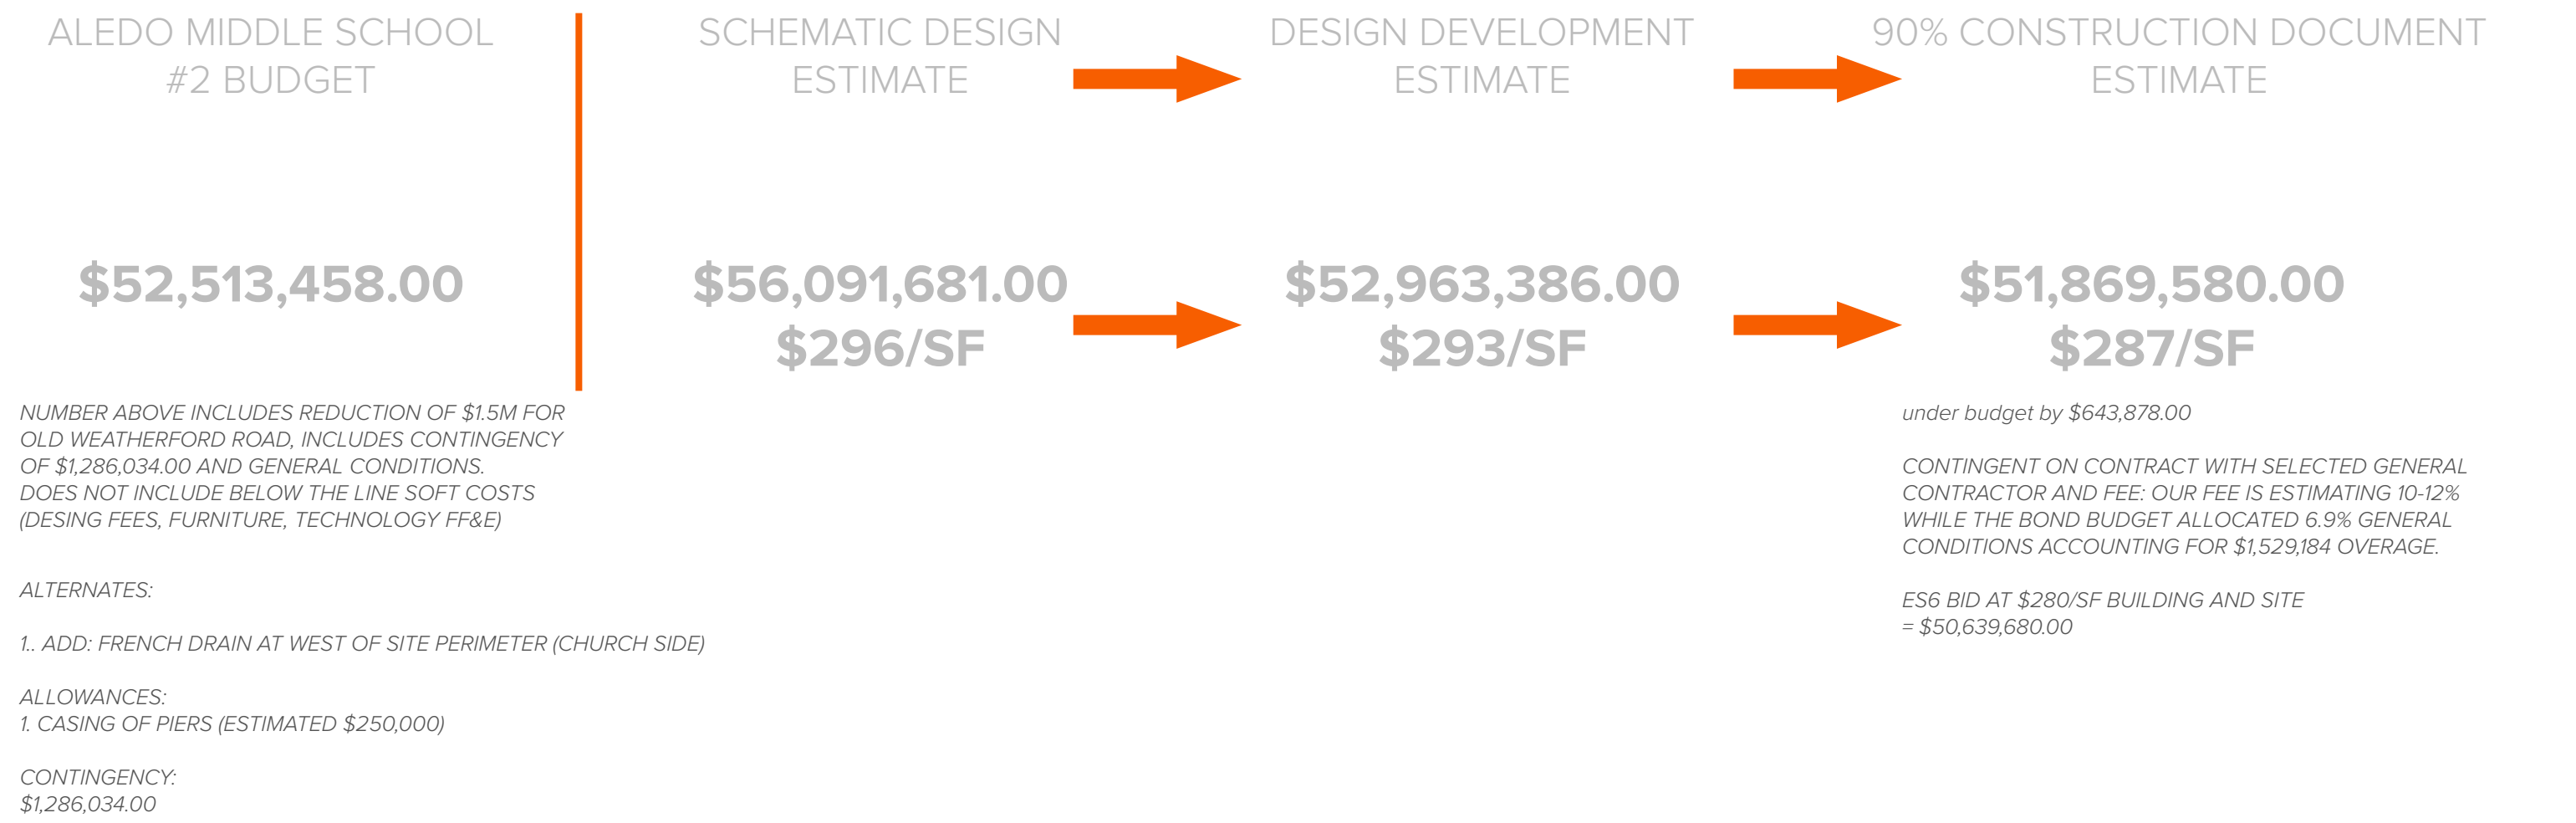 ALEDO MIDDLE SCHOOL
#2 BUDGET
$52,513,458.00
NUMBER ABOVE INCLUDES REDUCTION OF $1.5M FOR
OLD WEATHERFORD ROAD, INCLUDES CONTINGENCY
OF $1,286,034.00 AND GENERAL CONDITIONS.
DOES NOT INCLUDE BELOW THE LINE SOFT COSTS
(DESING FEES, FURNITURE, TECHNOLOGY FF&E)
ALTERNATES:
1.. ADD: FRENCH DRAIN AT WEST OF SITE PERIMETER (CHURCH SIDE)
ALLOWANCES:
1. CASING OF PIERS (ESTIMATED $250,000)
CONTINGENCY:
$1,286,034.00
SCHEMATIC DESIGN
ESTIMATE
$56,091,681.00
$296/SF
DESIGN DEVELOPMENT
ESTIMATE
$52,963,386.00
$293/SF
90% CONSTRUCTION DOCUMENT
ESTIMATE
$51,869,580.00
$287/SF
under budget by $643,878.00
CONTINGENT ON CONTRACT WITH SELECTED GENERAL
CONTRACTOR AND FEE: OUR FEE IS ESTIMATING 10-12%
WHILE THE BOND BUDGET ALLOCATED 6.9% GENERAL
CONDITIONS ACCOUNTING FOR $1,529,184 OVERAGE.
ES6 BID AT $280/SF BUILDING AND SITE
= $50,639,680.00